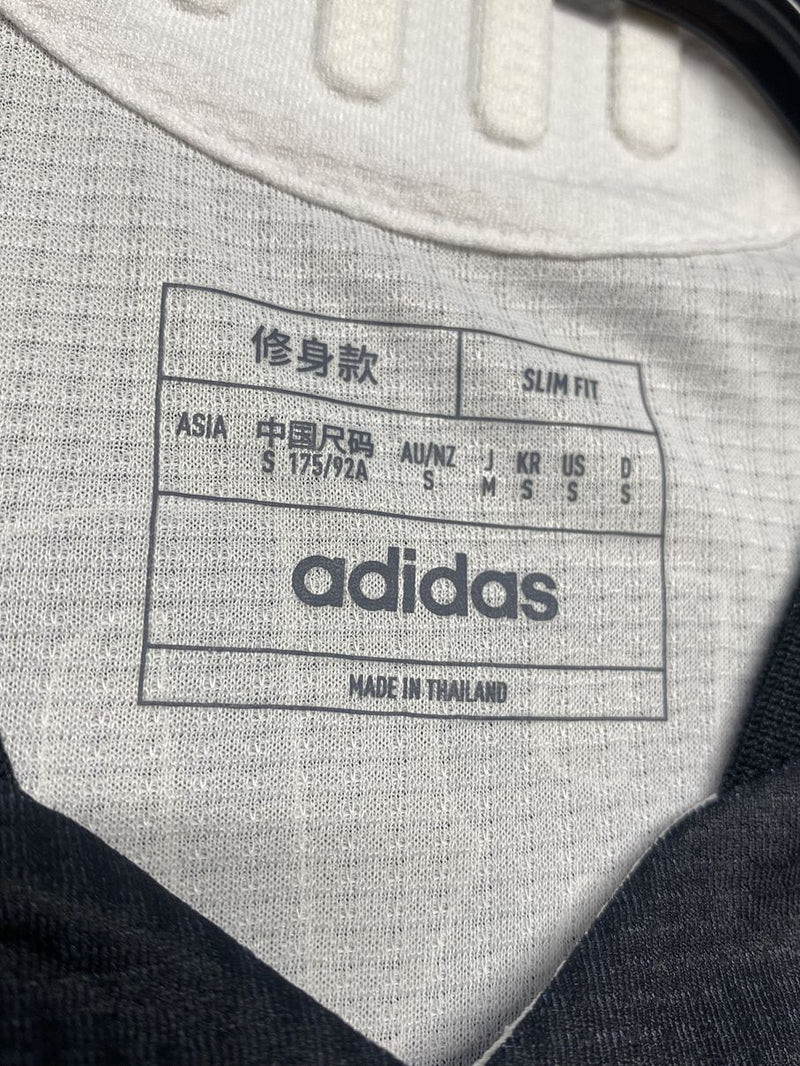 修身款 SLIM FIT
ASIA 中国尺码 AU/NZ J KR US D
S 175/92A S M S S S
adidas
MADE IN THAILAND